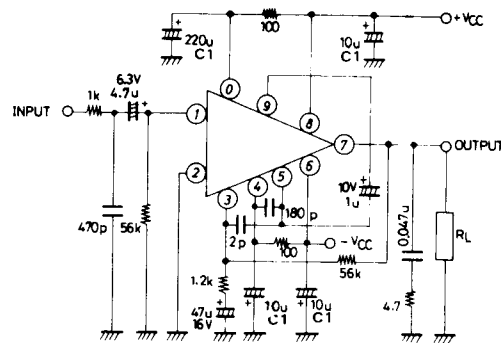 100
+VCC
220u
C1
10u
C1
0
9
8
6.3V
4.7u
1k
INPUT
1
7
OUTPUT
2
6
5
4
3
10V
1u
180p
2p
470p
56k
100
-VCC
0,047u
RL
56k
1.2k
47u
16V
10u
C1
10u
C1
4.7